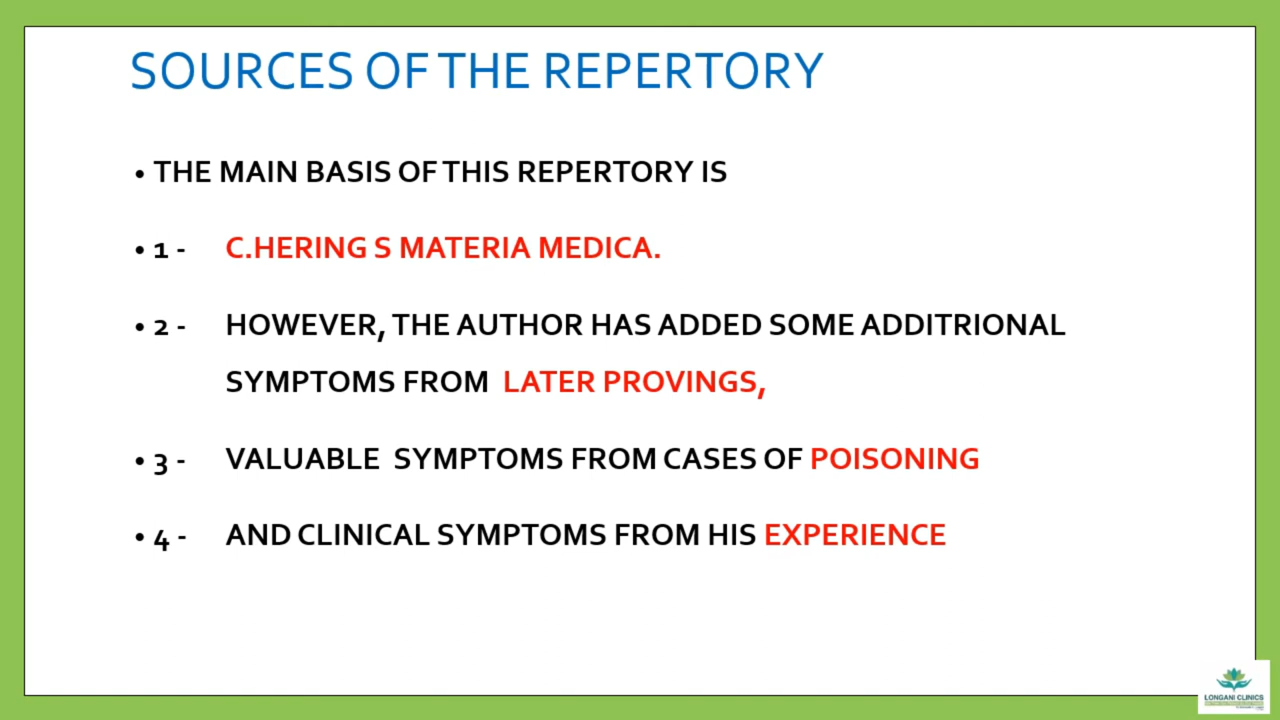 SOURCES OF THE REPERTORY
• THE MAIN BASIS OF THIS REPERTORY IS
• 1 - C.HERING S MATERIA MEDICA.
• 2 - HOWEVER, THE AUTHOR HAS ADDED SOME ADDITRIONAL
SYMPTOMS FROM LATER PROVINGS,
• 3 - VALUABLE SYMPTOMS FROM CASES OF POISONING
• 4 - AND CLINICAL SYMPTOMS FROM HIS EXPERIENCE
LONGANI CLINICS